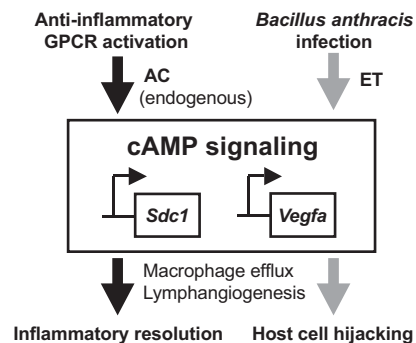 Anti-inflammatory
GPCR activation
Bacillus anthracis
infection
AC
(endogenous)
ET
cAMP signaling
Sdc1
Vegfa
Macrophage efflux
Lymphangiogenesis
Inflammatory resolution
Host cell hijacking